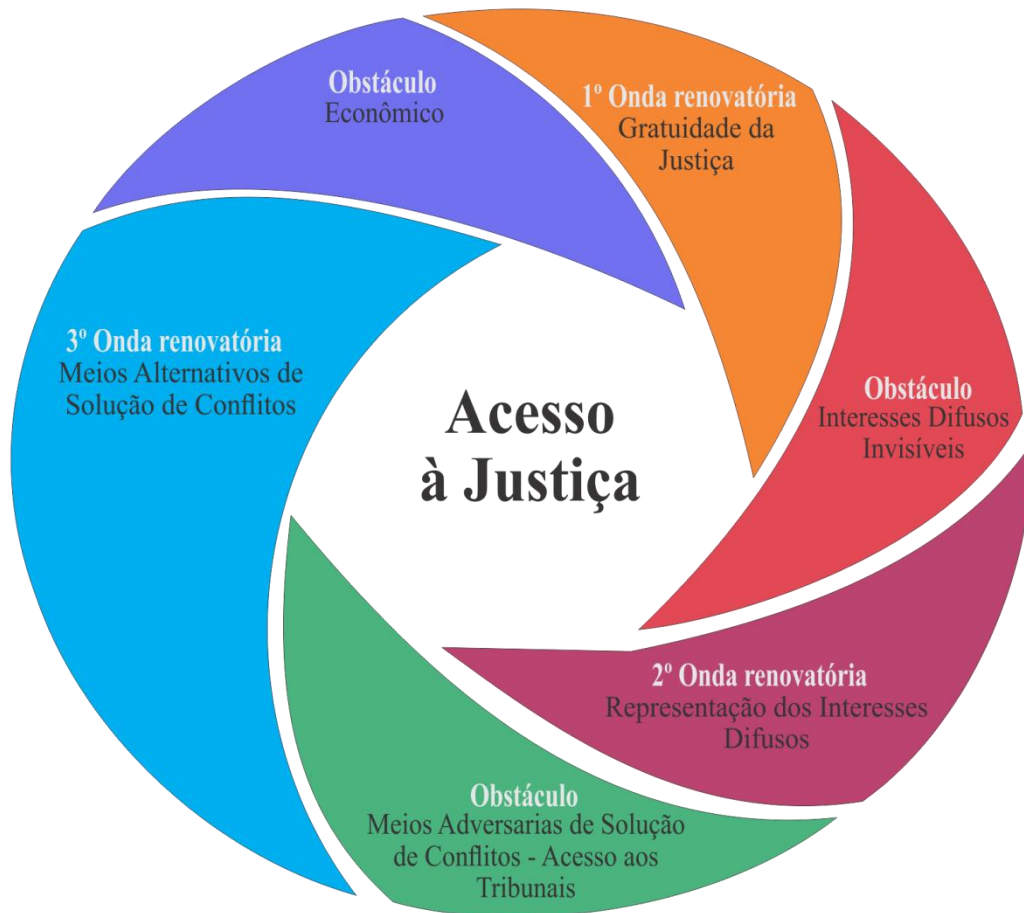 Obstáculo
Econômico
1º Onda renovatória
Gratuidade da
Justiça
Obstáculo
Interesses Difusos
Invisíveis
2º Onda renovatória
Representação dos Interesses
Difusos
Obstáculo
Meios Adversarias de Solução
de Conflitos - Acesso aos
Tribunais
3º Onda renovatória
Meios Alternativos de
Solução de Conflitos
Acesso
à Justiça